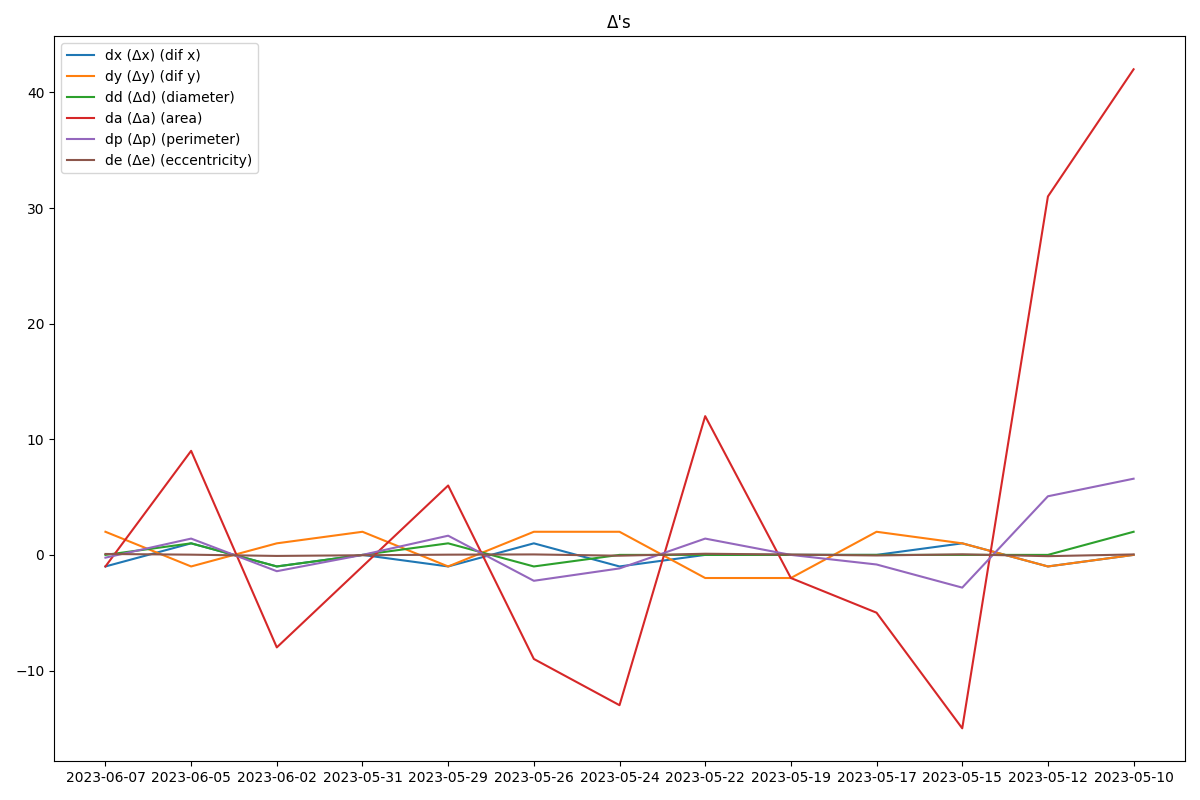 Δ's
dx (Δx) (dif x)
dy (Δy) (dif y)
dd (Δd) (diameter)
da (Δa) (area)
dp (Δp) (perimeter)
de (Δe) (eccentricity)
40
30
20
10
0
−10
2023-06-07 2023-06-05 2023-06-02 2023-05-31 2023-05-29 2023-05-26 2023-05-24 2023-05-22 2023-05-19 2023-05-17 2023-05-15 2023-05-12 2023-05-10